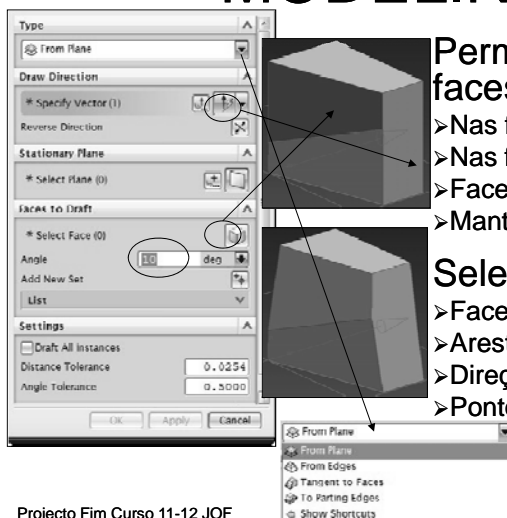 Type
From Plane
Draw Direction
* Specify Vector (1)
Reverse Direction
Stationary Plane
* Select Plane (0)
Faces to Draft
* Select Face (0)
Angle 10 deg
Add New Set
List
Settings
Draft All Instances
Distance Tolerance 0.0254
Angle Tolerance 0.5000
OK Apply Cancel
Perm
faces
➢Nas f
➢Nas f
➢Face
➢Mant
Sele
➢Face
➢Arest
➢Direç
➢Ponto
From Plane
From Plane
From Edges
Tangent to Faces
To Parting Edges
Show Shortcuts
Projecto Fim Curso 11-12 JOF